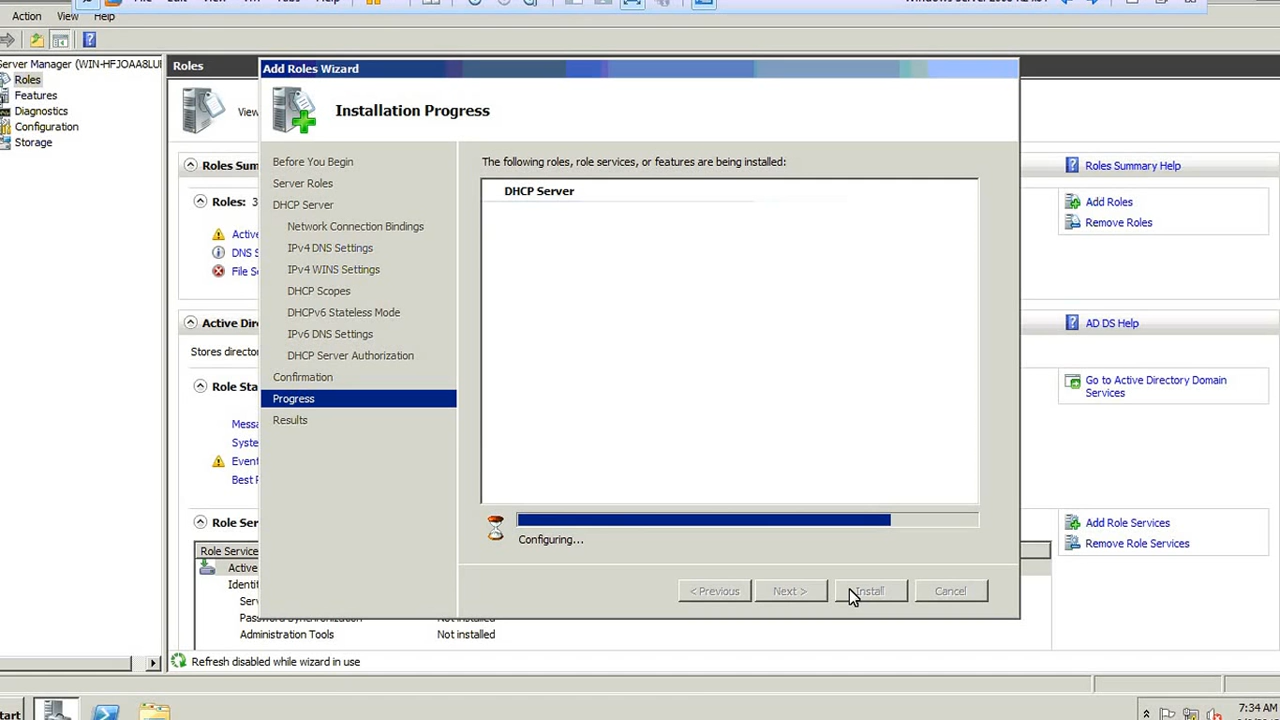 Action View Help
Server Manager (WIN-HFJOAA8LU
Roles
Features
Diagnostics
Configuration
Storage
Roles
Add Roles Wizard
Installation Progress
Before You Begin
Server Roles
DHCP Server
Network Connection Bindings
IPv4 DNS Settings
IPv4 WINS Settings
DHCP Scopes
DHCPv6 Stateless Mode
IPv6 DNS Settings
DHCP Server Authorization
Confirmation
Progress
Results
The following roles, role services, or features are being installed:
DHCP Server
Configuring...
< Previous
Next >
Install
Cancel
Roles Sum
Roles: 3
Active
DNS S
File Se
Roles Summary Help
Add Roles
Remove Roles
Active Dir
AD DS Help
Stores director
Role Sta
Go to Active Directory Domain
Services
Messa
System
Event
Best P
Role Ser
Add Role Services
Remove Role Services
Role Service
Active
Identit
Serv
Password Synchronization Not installed
Administration Tools Not installed
Refresh disabled while wizard in use
tart
7:34 AM